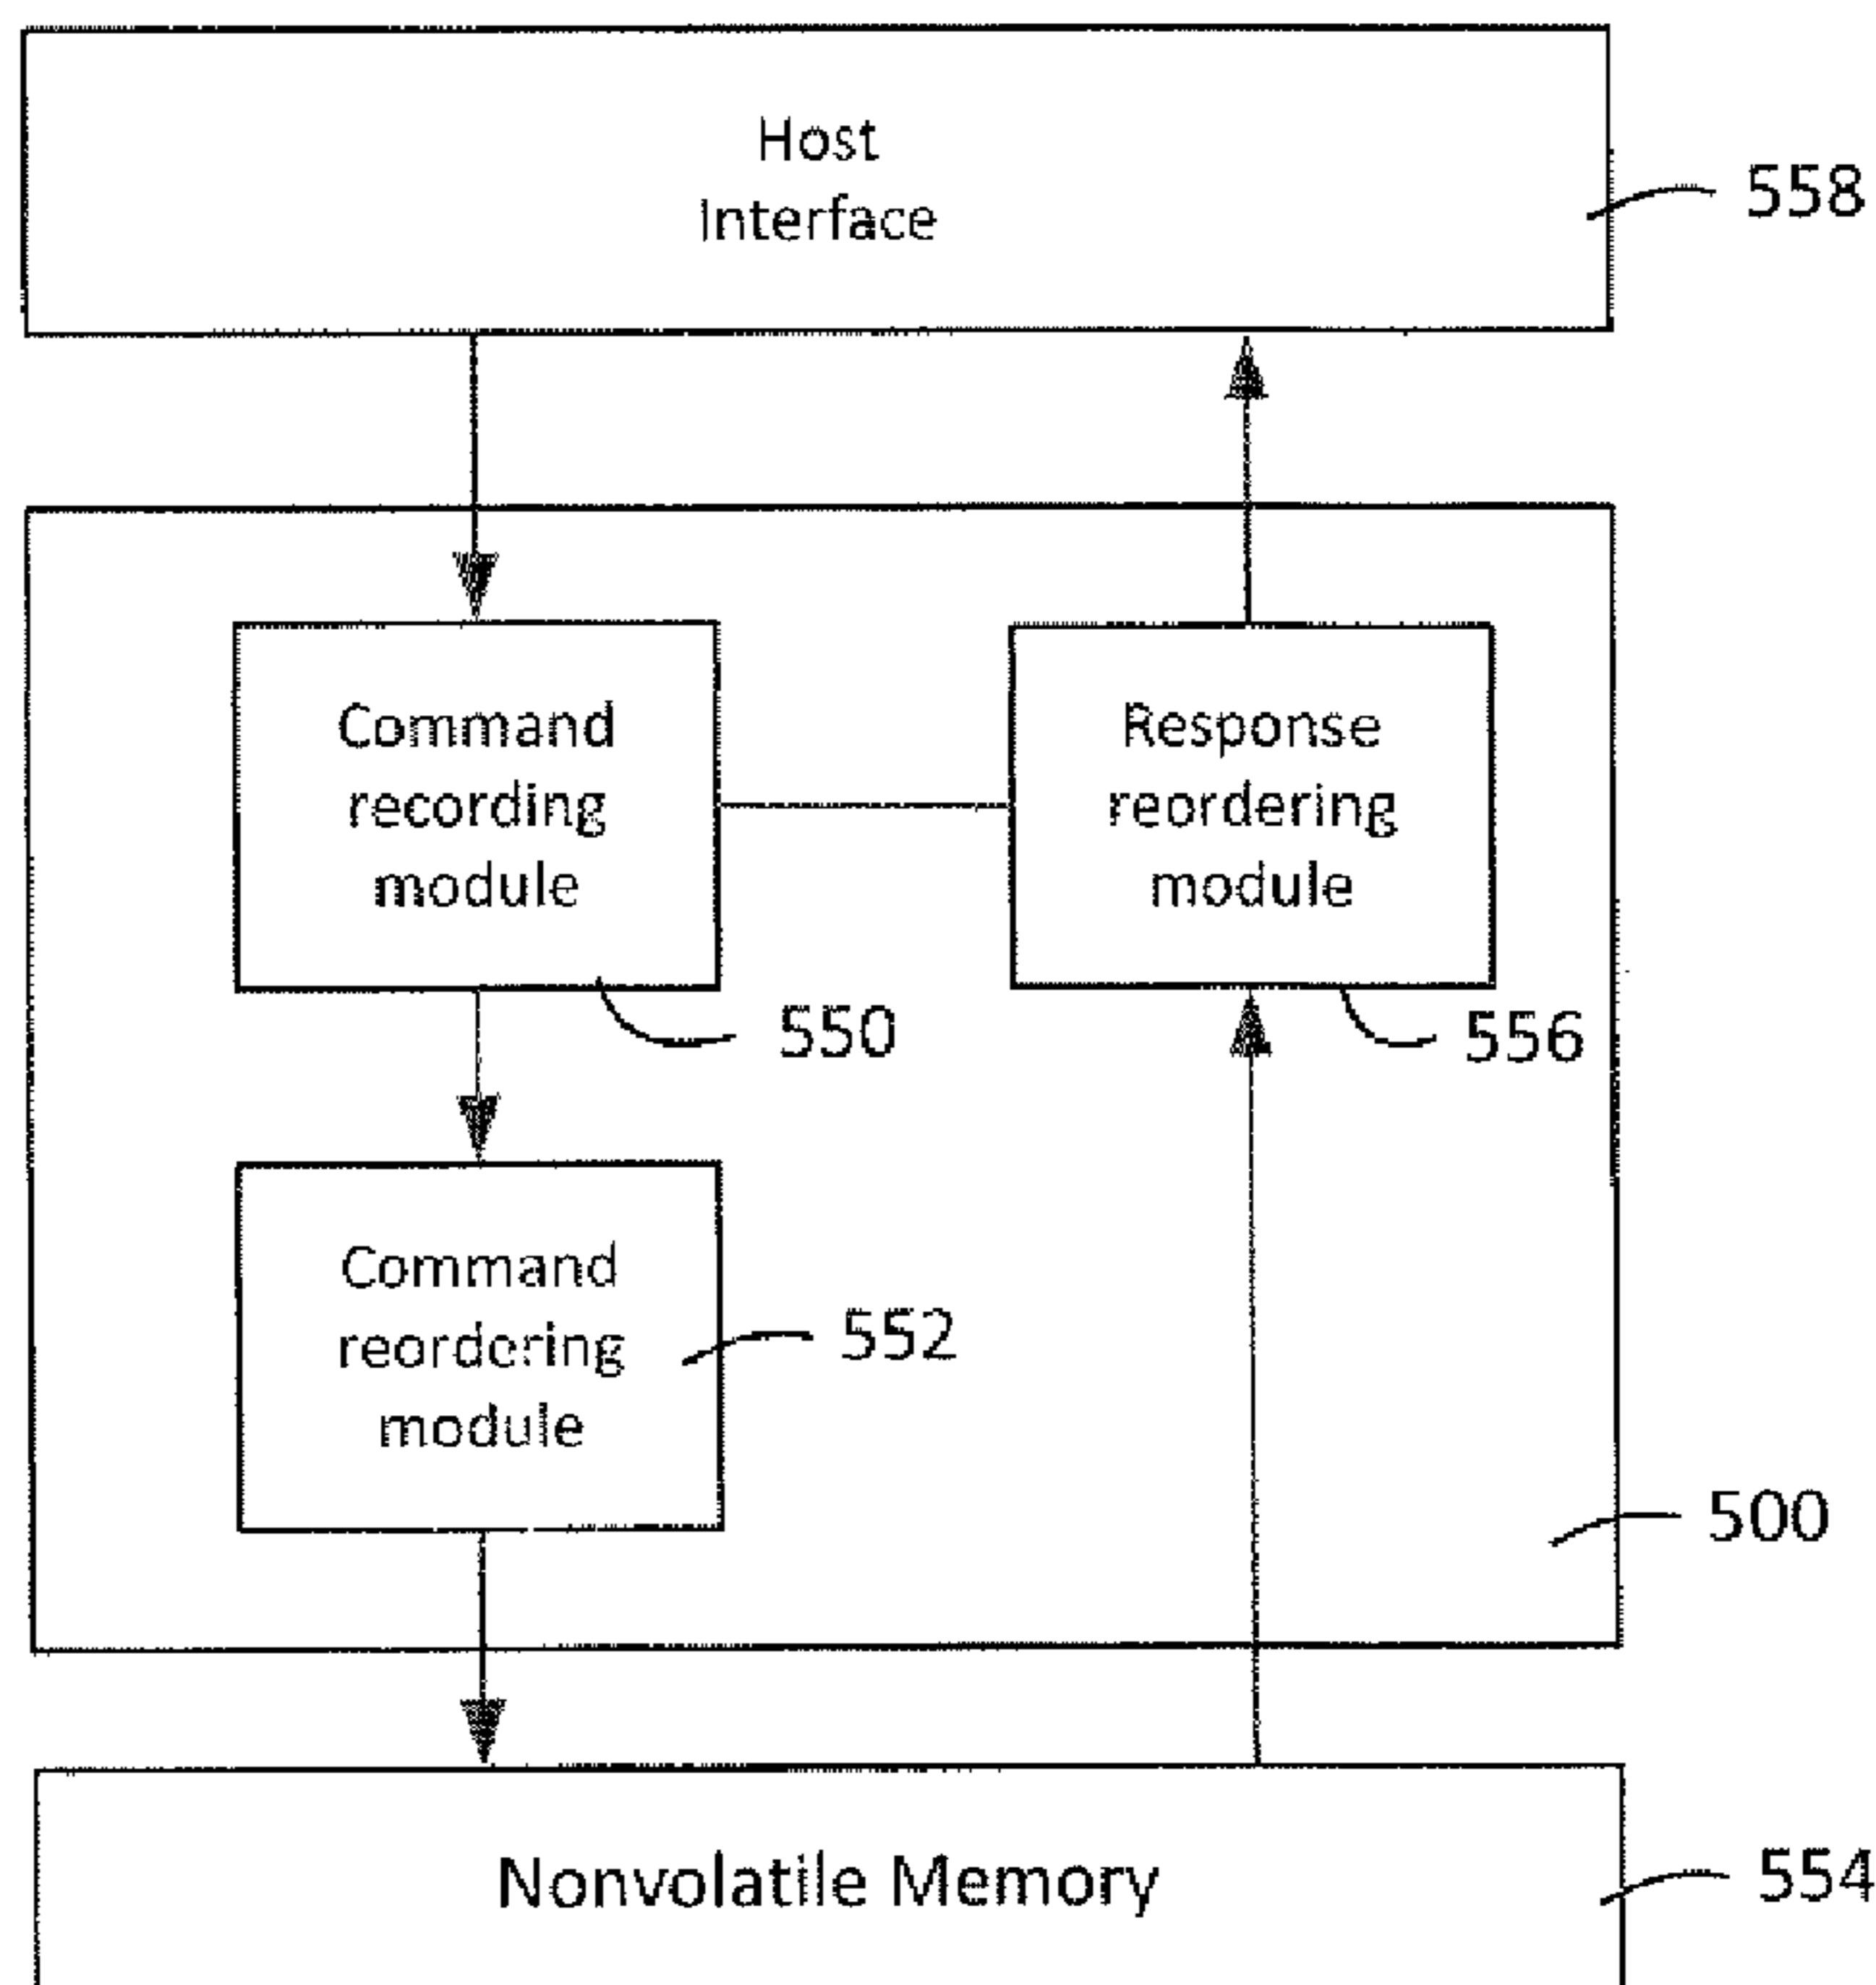 Host
Interface
558
Command
recording
module
Response
reordering
module
550
556
Command
reordering
module
552
500
Nonvolatile Memory
554